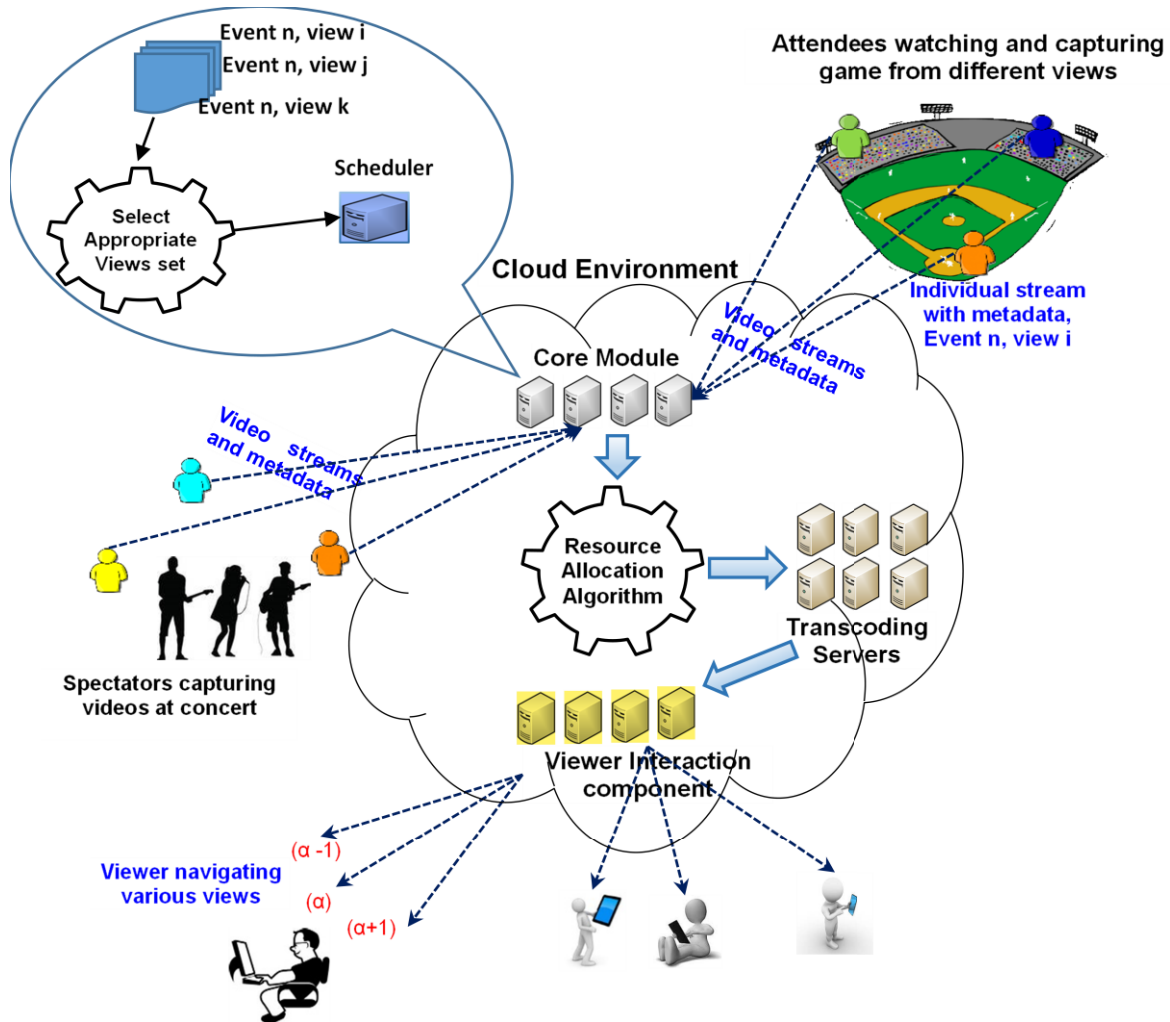 Event n, view i
Event n, view j
Event n, view k
Select
Appropriate
Views set
Scheduler
Attendees watching and capturing
game from different views
Individual stream
with metadata,
Event n, view i
Cloud Environment
Video streams
and metadata
Core Module
Video streams
and metadata
Resource
Allocation
Algorithm
Transcoding
Servers
Spectators capturing
videos at concert
Viewer Interaction
component
Viewer navigating
various views
(α -1)
(α)
(α+1)